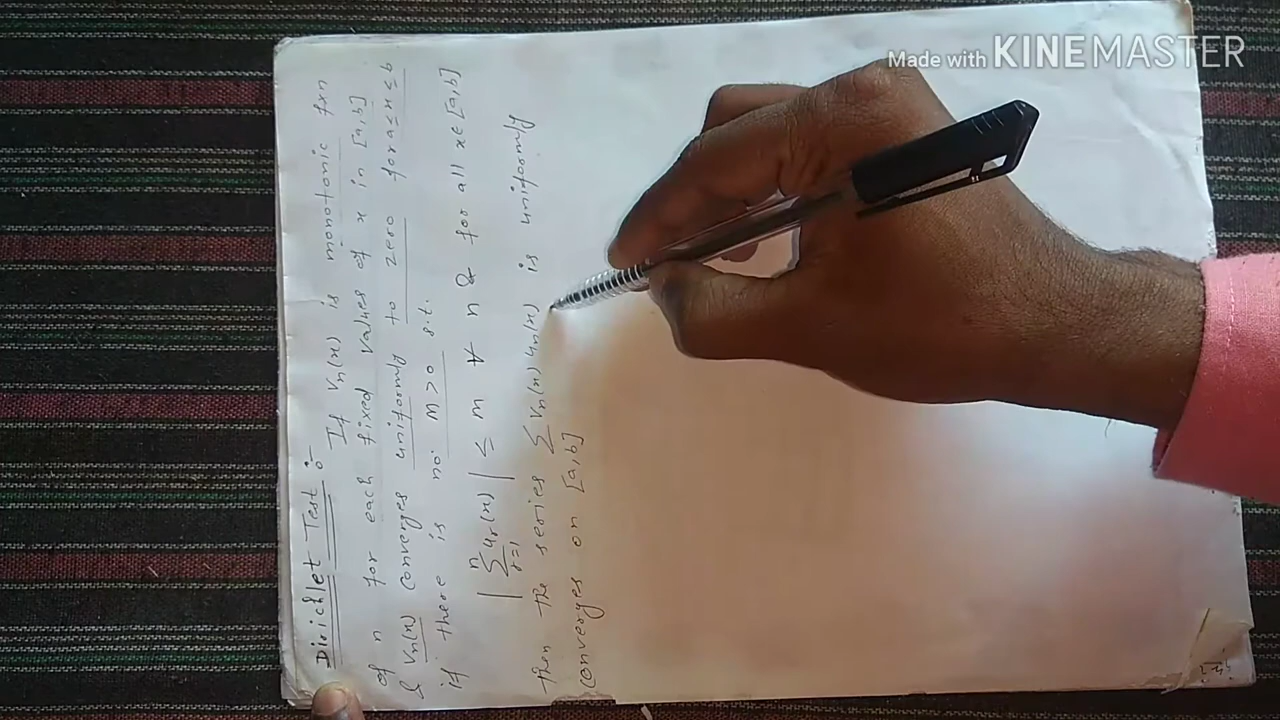 Made with KINEMASTER
Dirichlet Test :-
If Vn(x) is monotonic fxn
of n for each fixed values of x in [a,b]
& Vn(x) converges uniformly to zero for a ≤ x ≤ b
if there is no. M>0 s.t.
| n∑r=1 ur(x) | ≤ M ∀ n & for all x ∈ [a,b]
Then the series ∑ Vn(x) un(x) is uniformly
converges on [a,b]